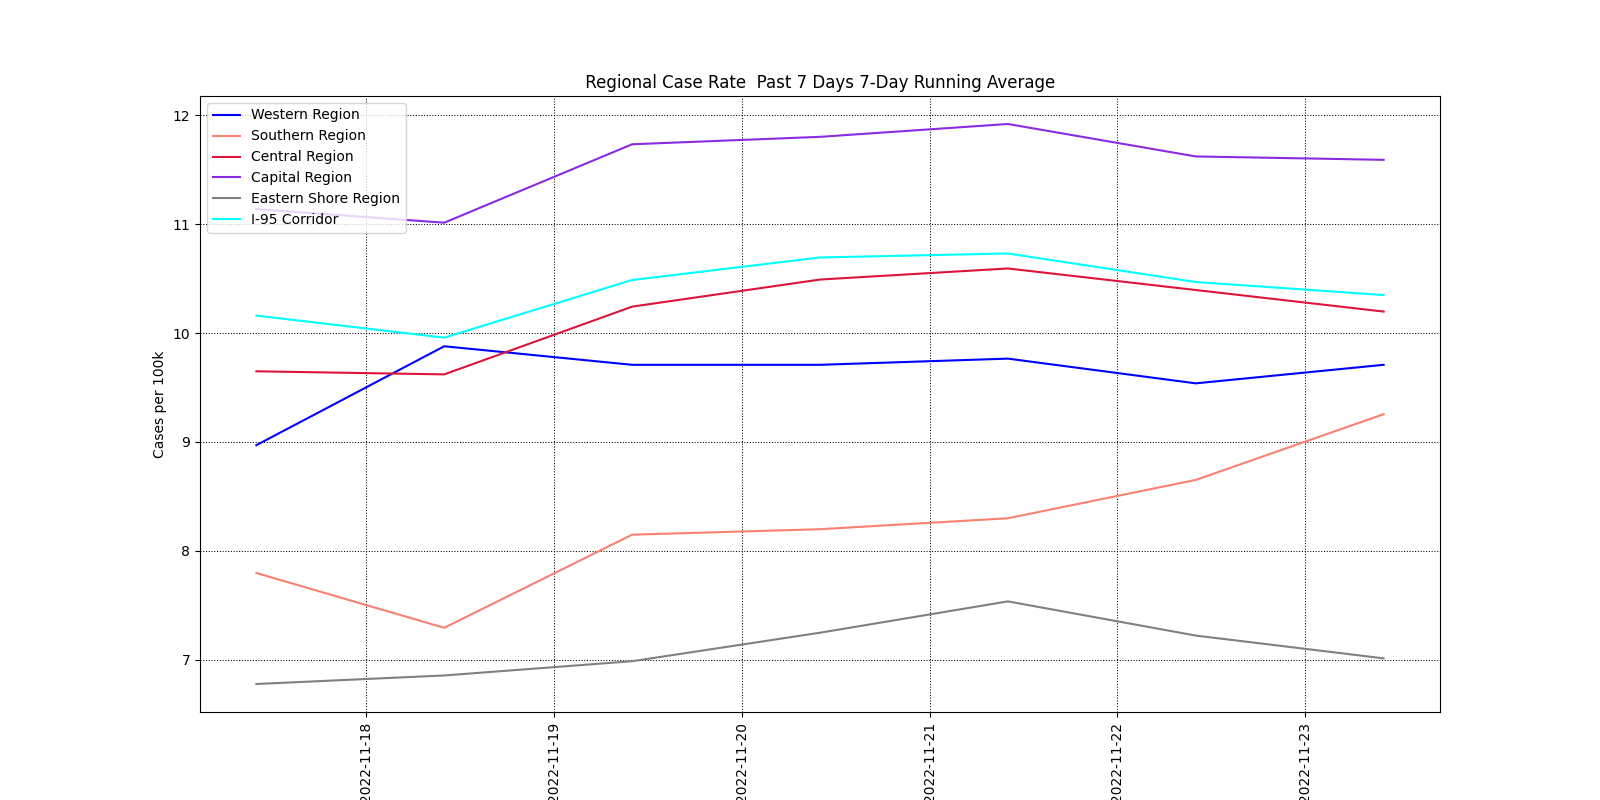 Regional Case Rate  Past 7 Days 7-Day Running Average
12
11
10
9
8
7
Cases per 100k
Western Region
Southern Region
Central Region
Capital Region
Eastern Shore Region
I-95 Corridor
2022-11-18
2022-11-19
2022-11-20
2022-11-21
2022-11-22
2022-11-23